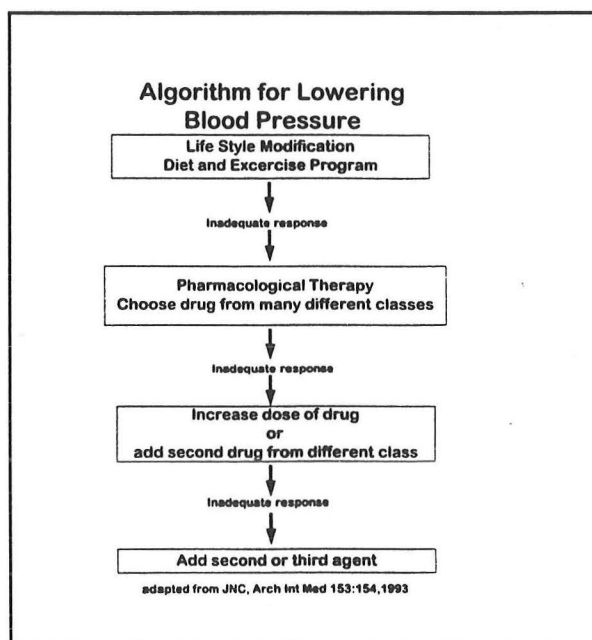 Algorithm for Lowering
Blood Pressure
Life Style Modification
Diet and Excercise Program
Inadequate response
Pharmacological Therapy
Choose drug from many different classes
Inadequate response
Increase dose of drug
or
add second drug from different class
Inadequate response
Add second or third agent
adapted from JNC, Arch Int Med 153:154,1993